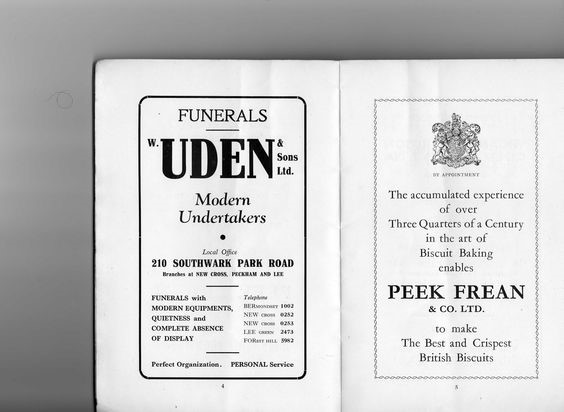 FUNERALS
W. UDEN & Sons Ltd.
Modern
Undertakers
Local Office
210 SOUTHWARK PARK ROAD
Branches at NEW CROSS, PECKHAM AND LEE
FUNERALS with
MODERN EQUIPMENTS,
QUIETNESS and
COMPLETE ABSENCE
OF DISPLAY
Telephone
BERMONDSEY 1002
NEW CROSS 0252
NEW CROSS 0253
LEE GREEN 2473
FOREST HILL 3982
Perfect Organization. PERSONAL Service
4
BY APPOINTMENT
The accumulated experience
of over
Three Quarters of a Century
in the art of
Biscuit Baking
enables
PEEK FREAN
& CO. LTD.
to make
The Best and Crispest
British Biscuits
5